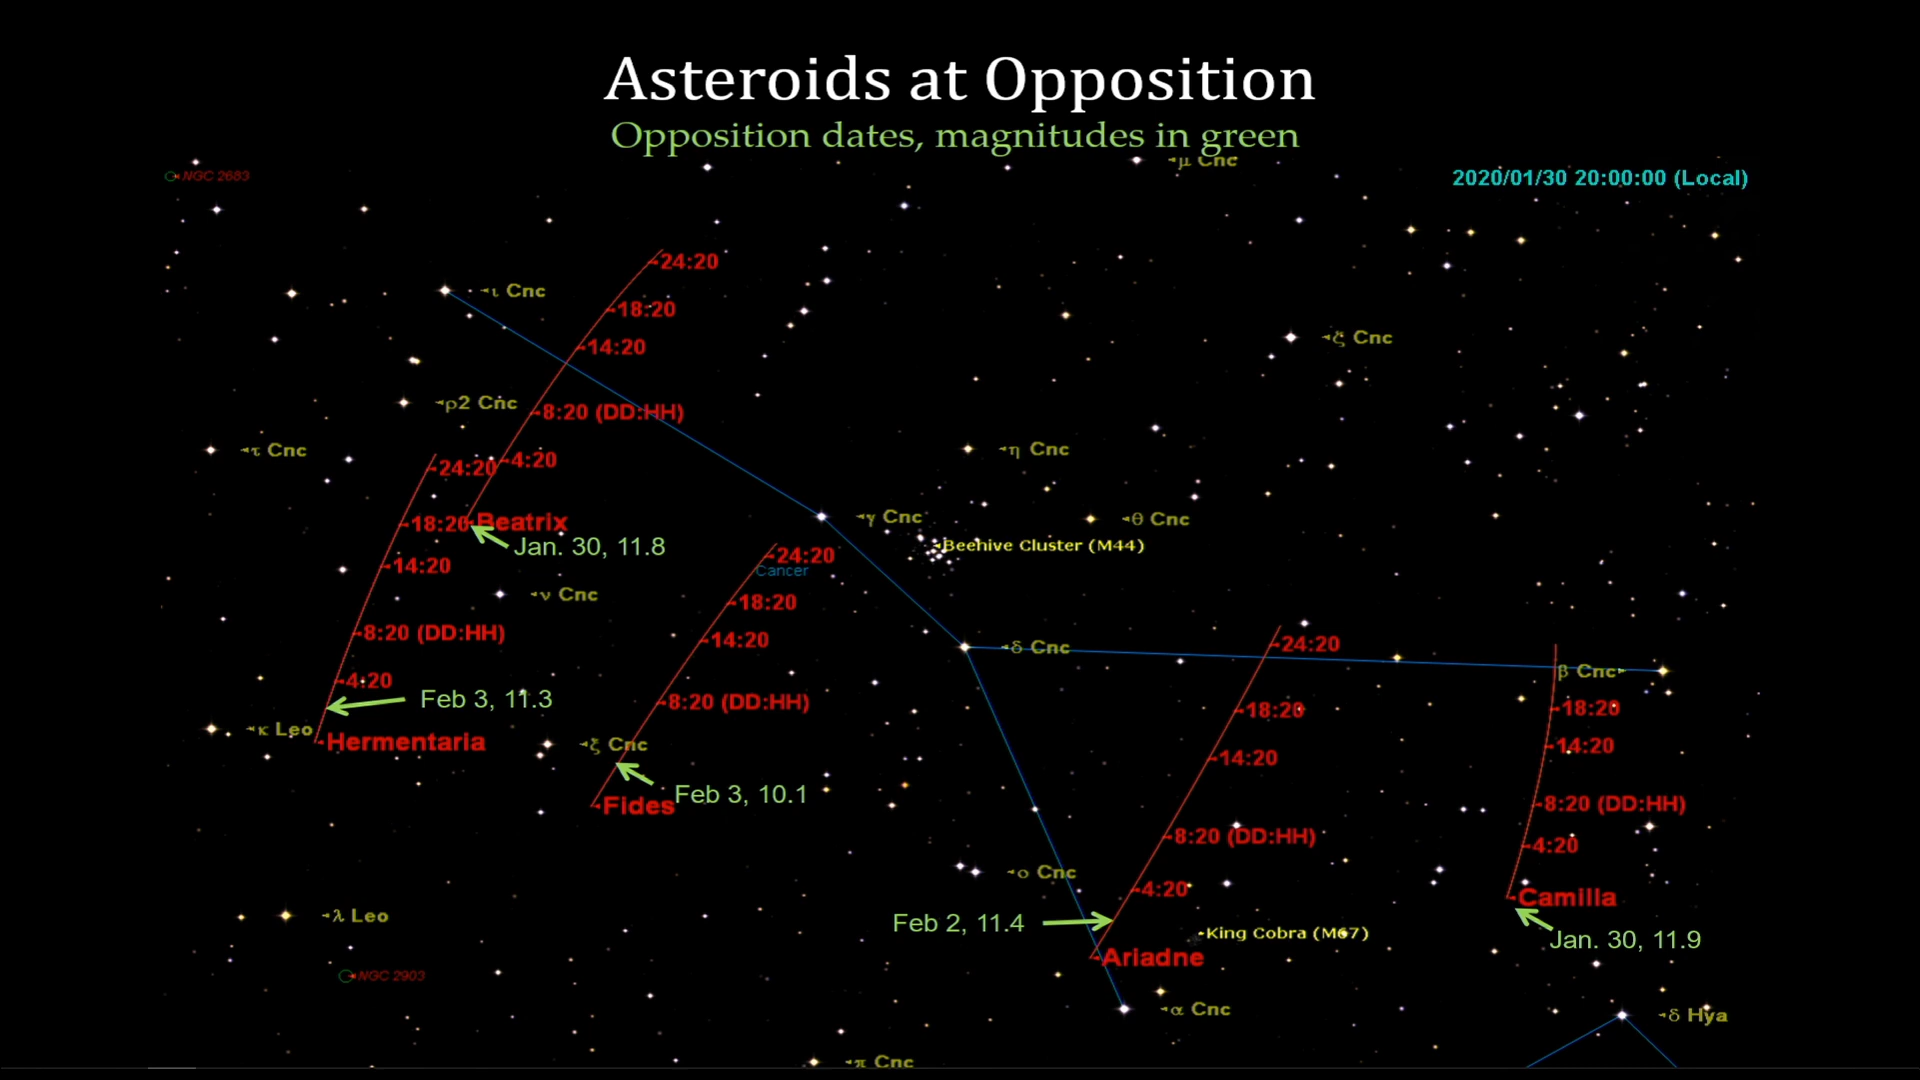 Asteroids at Opposition
Opposition dates, magnitudes in green
μ Cnc
NGC 2683
2020/01/30 20:00:00 (Local)
24:20
ι Cnc
18:20
ζ Cnc
14:20
ρ2 Cnc
8:20 (DD:HH)
τ Cnc
η Cnc
24:20
4:20
18:20
Beatrix
γ Cnc
θ Cnc
Jan. 30, 11.8
Beehive Cluster (M44)
24:20
14:20
Cancer
ν Cnc
18:20
8:20 (DD:HH)
14:20
δ Cnc
24:20
β Cnc
4:20
Feb 3, 11.3
8:20 (DD:HH)
18:20
18:20
κ Leo
Hermentaria
ξ Cnc
14:20
14:20
Feb 3, 10.1
Fides
8:20 (DD:HH)
8:20 (DD:HH)
4:20
ο Cnc
4:20
Camilla
λ Leo
Feb 2, 11.4
King Cobra (M67)
Jan. 30, 11.9
Ariadne
NGC 2903
α Cnc
δ Hya
π Cnc